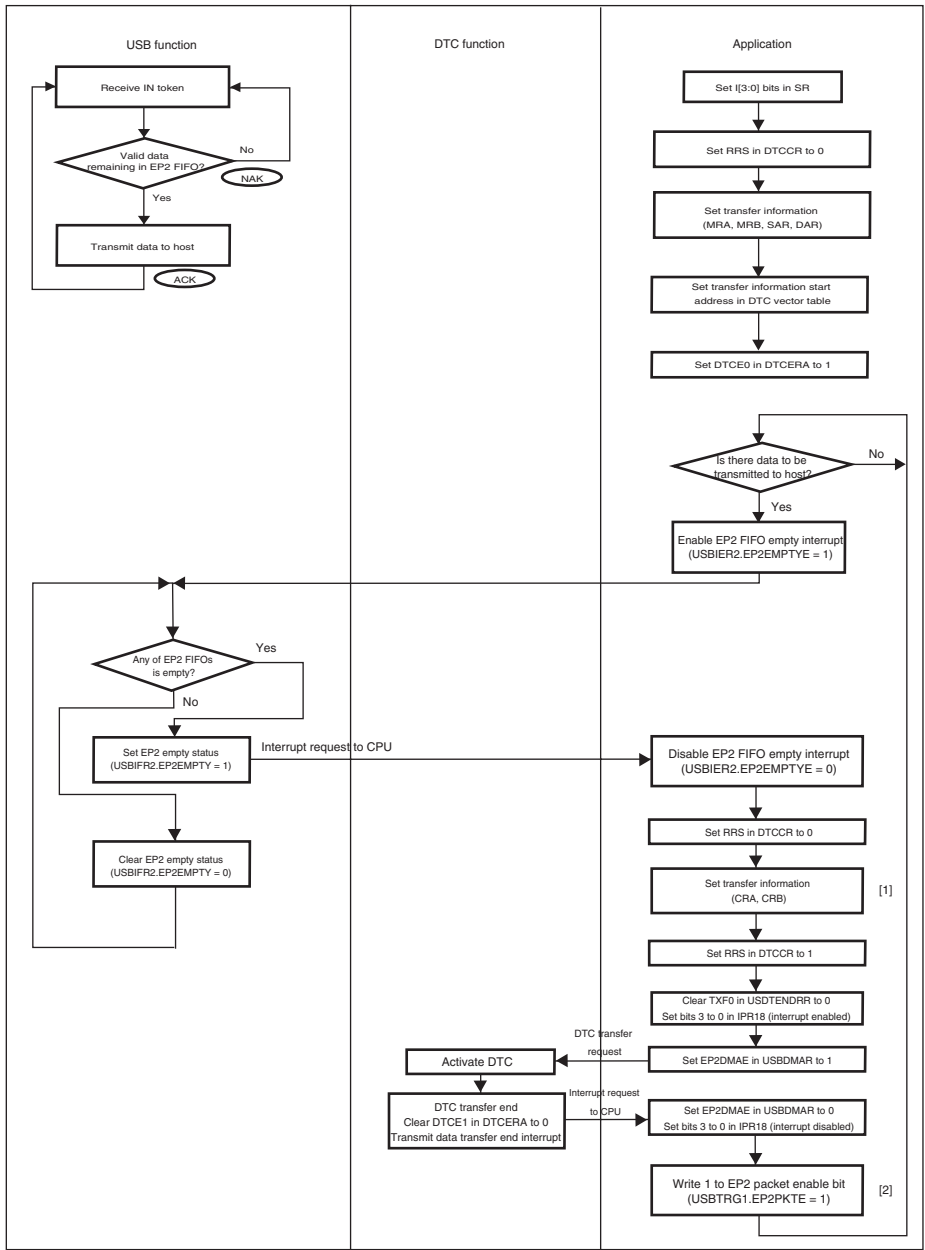 USB function
DTC function
Application
Receive IN token
Valid data
remaining in EP2 FIFO?
No
NAK
Yes
Transmit data to host
ACK
Set I[3:0] bits in SR
Set RRS in DTCCR to 0
Set transfer information
(MRA, MRB, SAR, DAR)
Set transfer information start
address in DTC vector table
Set DTCE0 in DTCERA to 1
Is there data to be
transmitted to host?
No
Yes
Enable EP2 FIFO empty interrupt
(USBIER2.EP2EMPTYE = 1)
Any of EP2 FIFOs
is empty?
Yes
No
Set EP2 empty status
(USBIFR2.EP2EMPTY = 1)
Interrupt request to CPU
Clear EP2 empty status
(USBIFR2.EP2EMPTY = 0)
Disable EP2 FIFO empty interrupt
(USBIER2.EP2EMPTYE = 0)
Set RRS in DTCCR to 0
Set transfer information
(CRA, CRB)
[1]
Set RRS in DTCCR to 1
Clear TXF0 in USDTENDRR to 0
Set bits 3 to 0 in IPR18 (interrupt enabled)
Set EP2DMAE in USBDMAR to 1
DTC transfer
request
Activate DTC
DTC transfer end
Clear DTCE1 in DTCERA to 0
Transmit data transfer end interrupt
Interrupt request
to CPU
Set EP2DMAE in USBDMAR to 0
Set bits 3 to 0 in IPR18 (interrupt disabled)
Write 1 to EP2 packet enable bit
(USBTRG1.EP2PKTE = 1)
[2]